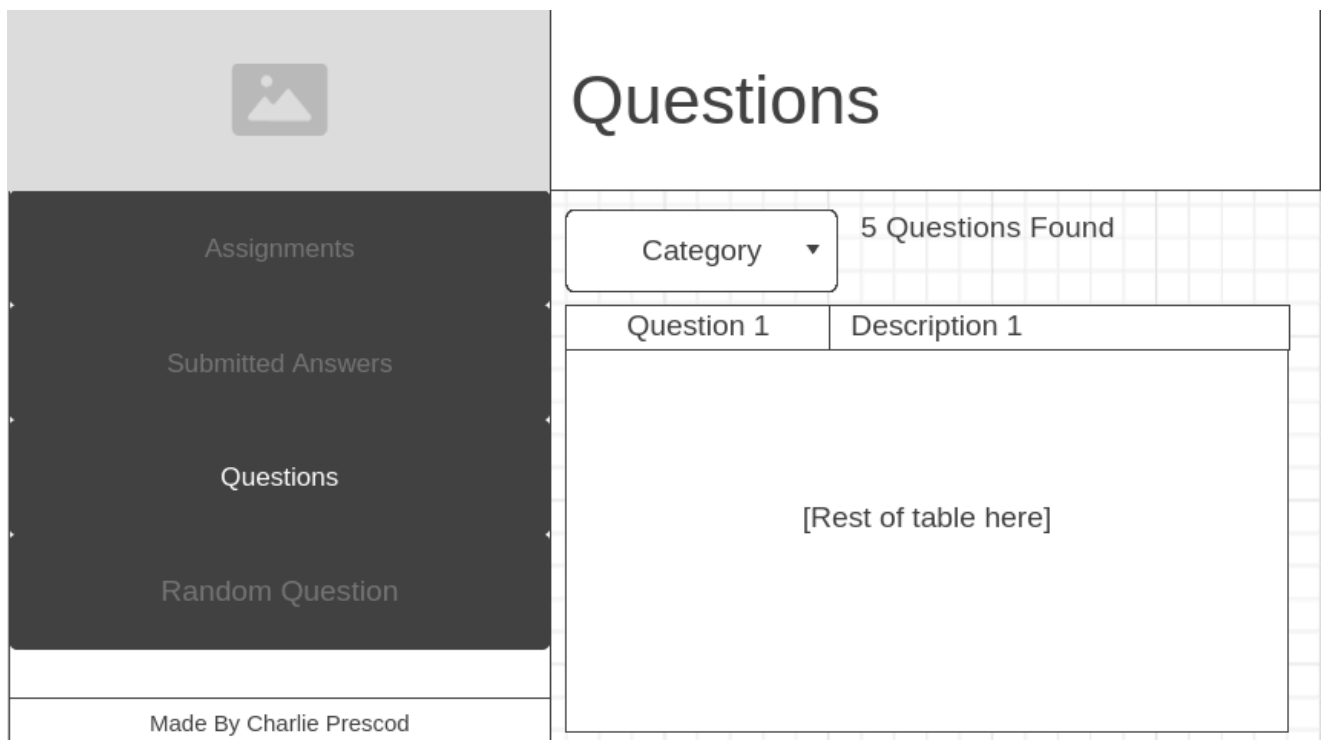 Questions
Assignments
Submitted Answers
Questions
Random Question
Made By Charlie Prescod
Category
5 Questions Found
Question 1
Description 1
[Rest of table here]